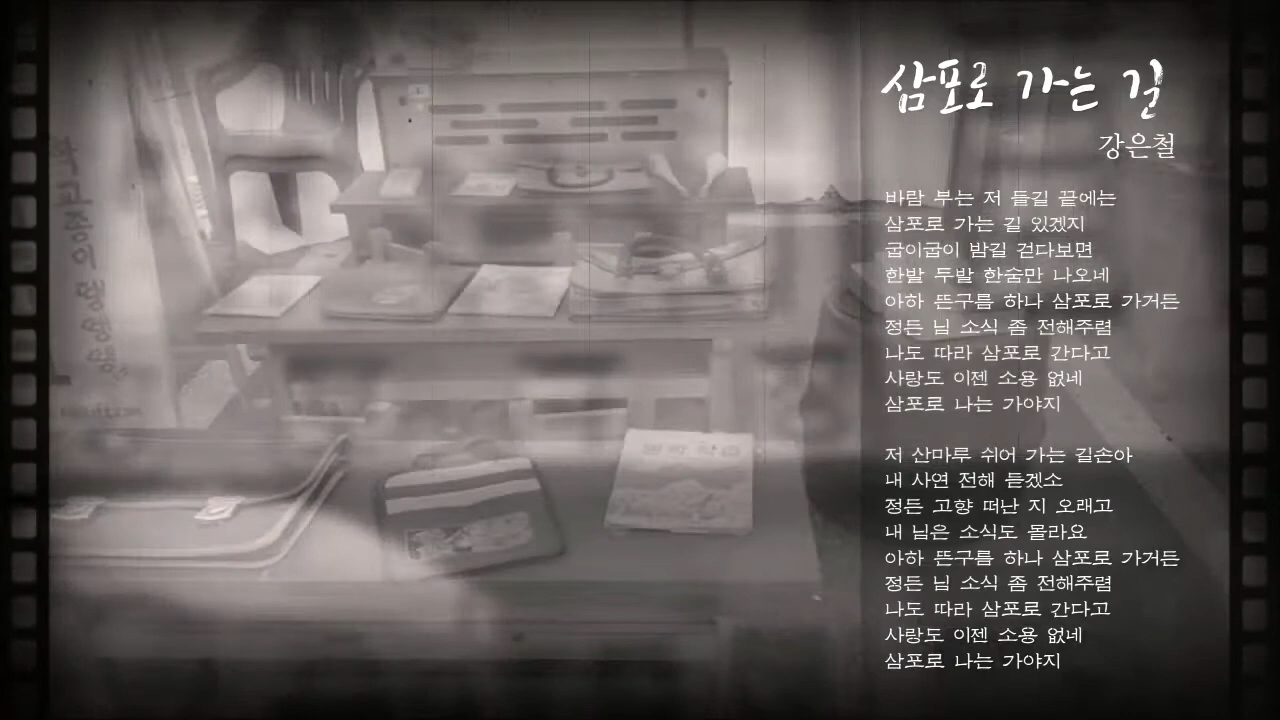 삼포로 가는 길
강은철
바람 부는 저 들길 끝에는
삼포로 가는 길 있겠지
굽이굽이 밤길 걷다보면
한발 두발 한숨만 나오네
아하 뜬구름 하나 삼포로 가거든
정든 님 소식 좀 전해주렴
나도 따라 삼포로 간다고
사랑도 이젠 소용 없네
삼포로 나는 가야지
저 산마루 쉬어 가는 길손아
내 사연 전해 듣겠소
정든 고향 떠난 지 오래고
내 님은 소식도 몰라요
아하 뜬구름 하나 삼포로 가거든
정든 님 소식 좀 전해주렴
나도 따라 삼포로 간다고
사랑도 이젠 소용 없네
삼포로 나는 가야지